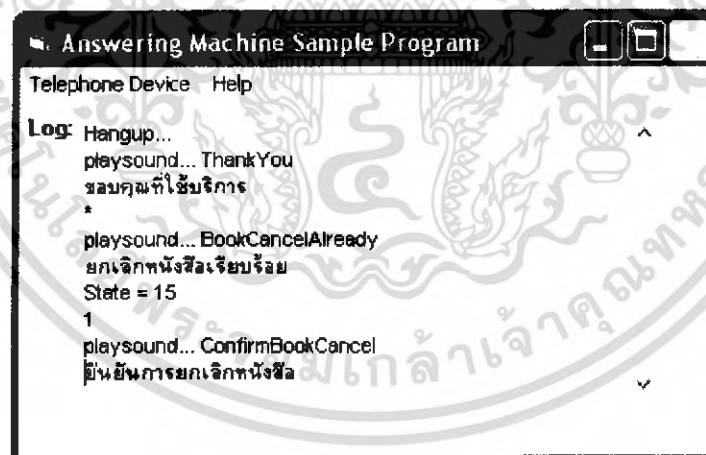 Answering Machine Sample Program
Telephone Device Help
Log: Hangup...
playsound... ThankYou
ขอบคุณที่ใช้บริการ
*
playsound... BookCancelAlready
ยกเลิกหนังสือเรียบร้อย
State = 15
1
playsound... ConfirmBookCancel
ยืนยันการยกเลิกหนังสือ